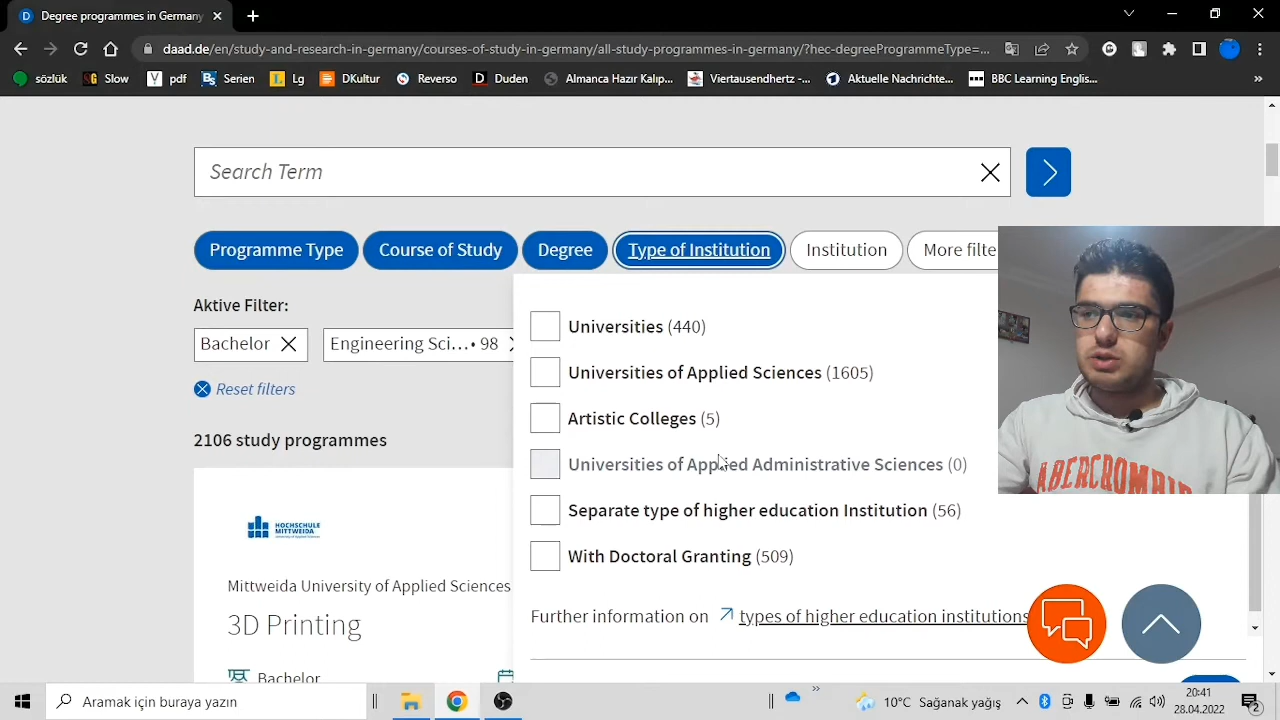 Degree programmes in Germany
daad.de/en/study-and-research-in-germany/courses-of-study-in-germany/all-study-programmes-in-germany/?hec-degreeProgrammeType=...
sözlük Slow pdf Serien Lg DKultur Reverso Duden Almanca Hazır Kalıp... Viertausendhertz -... Aktuelle Nachrichte... BBC Learning Englis... »
Search Term
Programme Type Course of Study Degree Type of Institution Institution More filte
Aktive Filter:
Bachelor Engineering Sci...• 98
Reset filters
2106 study programmes
Universities (440)
Universities of Applied Sciences (1605)
Artistic Colleges (5)
Universities of Applied Administrative Sciences (0)
Separate type of higher education Institution (56)
With Doctoral Granting (509)
Further information on types of higher education institutions
HOCHSCHULE
MITTWEIDA
Mittweida University of Applied Sciences
3D Printing
Bachelor
ABERCROMBIE
Aramak için buraya yazın
10°C Sağanak yağış
20:41
28.04.2022
2